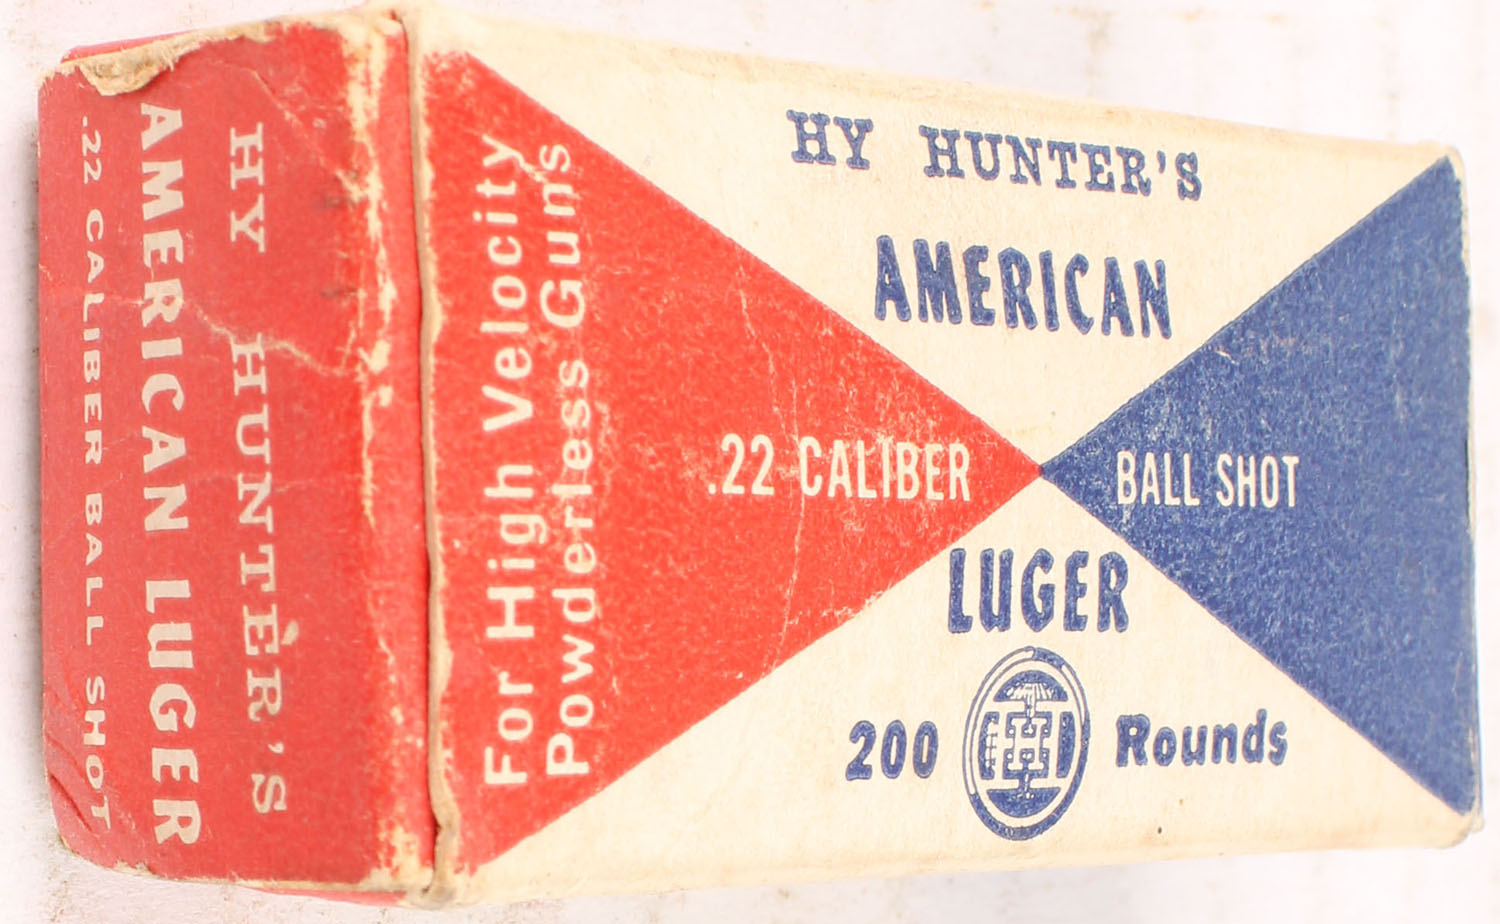 HY HUNTER'S
AMERICAN
.22 CALIBER BALL SHOT
LUGER
200 Rounds
For High Velocity
Powderless Guns
HY HUNTER'S
AMERICAN LUGER
.22 CALIBER BALL SHOT